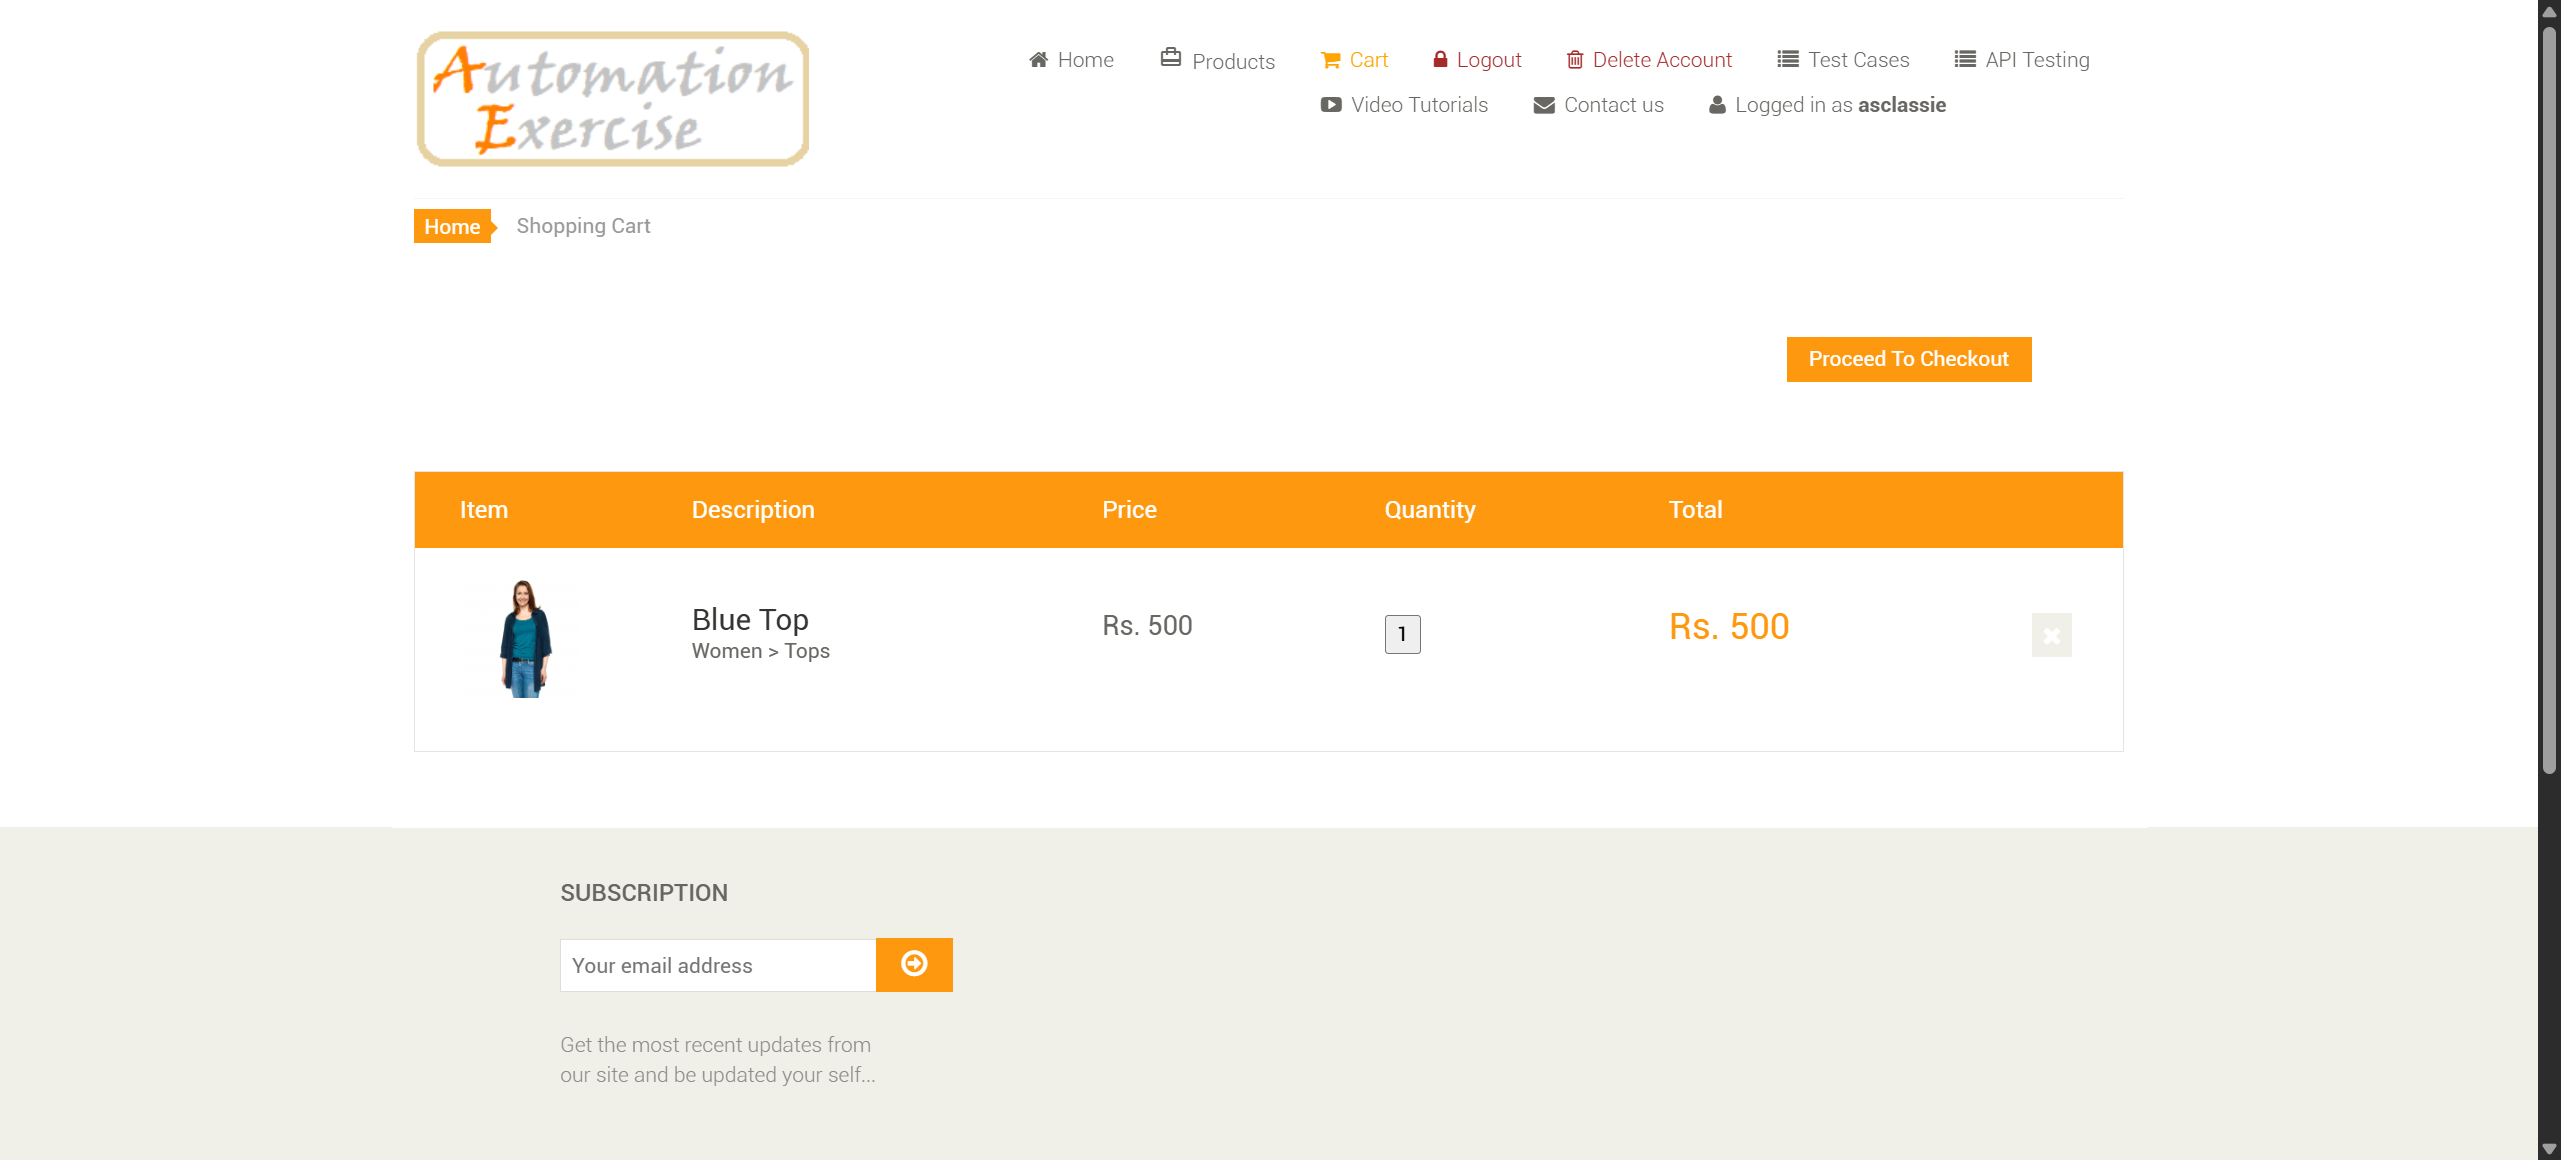 Automation
Exercise
Home
Products
Cart
Logout
Delete Account
Test Cases
API Testing
Video Tutorials
Contact us
Logged in as asclassie
Home
Shopping Cart
Proceed To Checkout
Item
Description
Price
Quantity
Total
Blue Top
Women > Tops
Rs. 500
1
Rs. 500
SUBSCRIPTION
Your email address
Get the most recent updates from
our site and be updated your self...